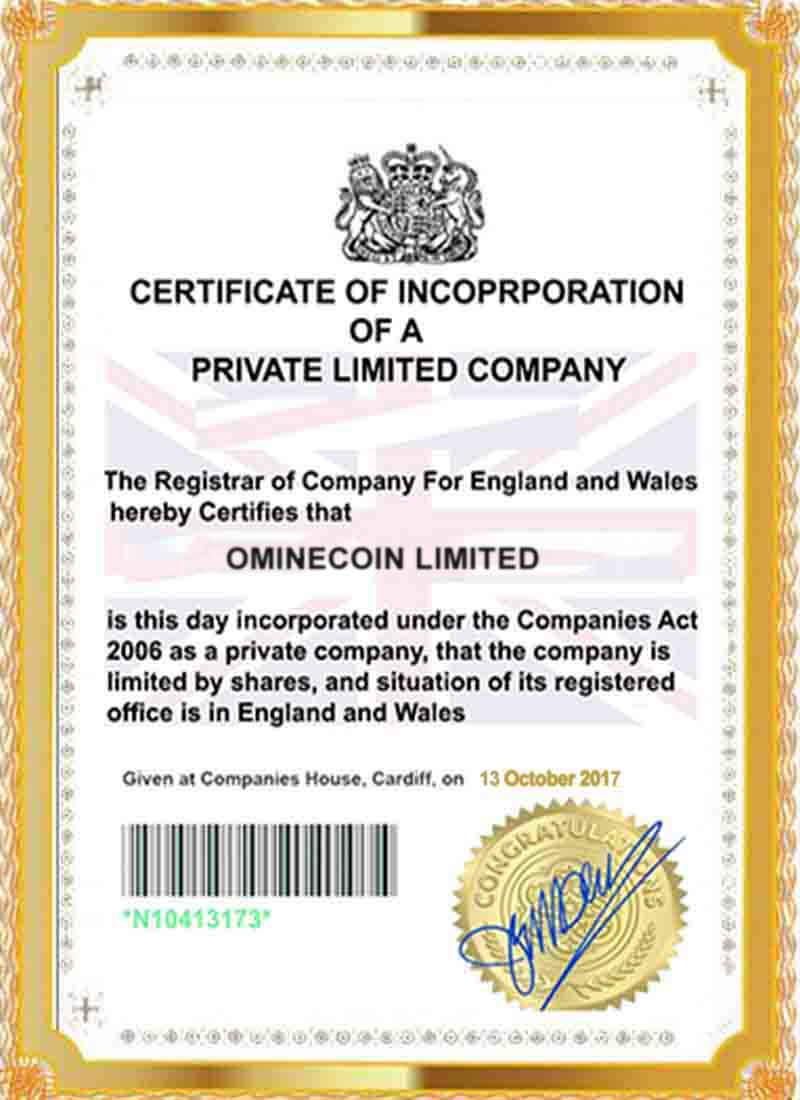 CERTIFICATE OF INCOPRPORATION
OF A
PRIVATE LIMITED COMPANY
The Registrar of Company For England and Wales
hereby Certifies that
OMINECOIN LIMITED
is this day incorporated under the Companies Act
2006 as a private company, that the company is
limited by shares, and situation of its registered
office is in England and Wales
Given at Companies House, Cardiff, on 13 October 2017
CONGRATULATIONS
*N10413173*